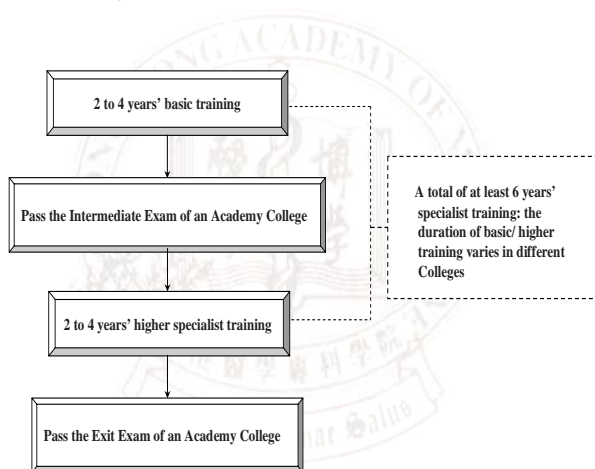 2 to 4 years' basic training
Pass the Intermediate Exam of an Academy College
A total of at least 6 years'
specialist training: the
duration of basic/ higher
training varies in different
Colleges
2 to 4 years' higher specialist training
Pass the Exit Exam of an Academy College